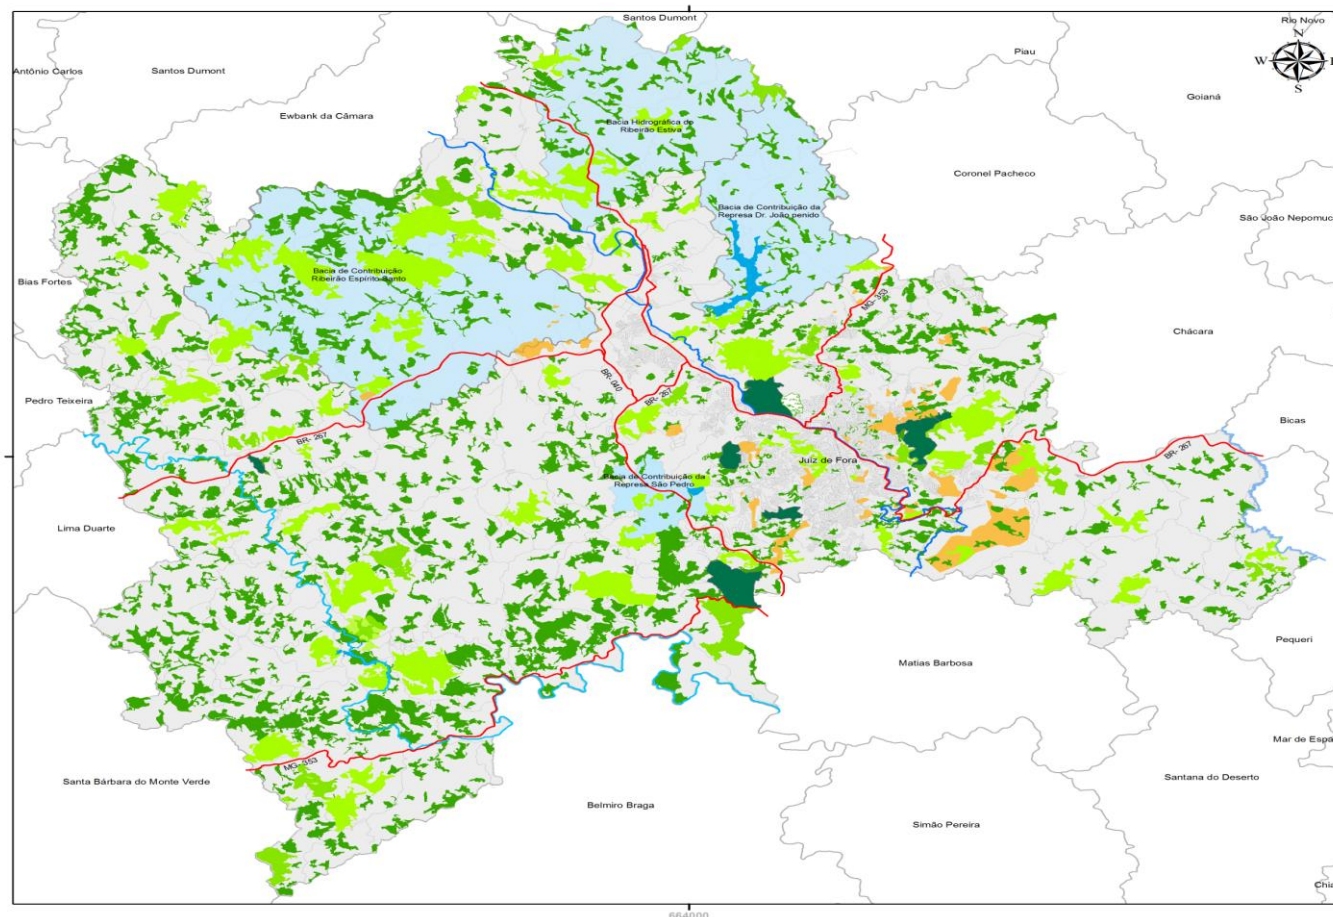 Santos Dumont
Rio Novo
N
W
E
S
Piau
Antônio Carlos
Santos Dumont
Goianá
Ewbank da Câmara
Bacia Hidrográfica do
Ribeirão Estiva
Coronel Pacheco
Bacia de Contribuição da
Represa Dr. João penido
São João Nepomuc
Bacia de Contribuição
Ribeirão Espírito Santo
Bias Fortes
MG- 353
Chácara
BR- 040
BR- 267
Pedro Teixeira
Bicas
BR- 267
BR- 267
Juiz de Fora
Bacia de Contribuição da
Represa São Pedro
Lima Duarte
Pequeri
Matias Barbosa
Mar de Espa
MG- 353
Santa Bárbara do Monte Verde
Santana do Deserto
Belmiro Braga
Simão Pereira
Chia
664000